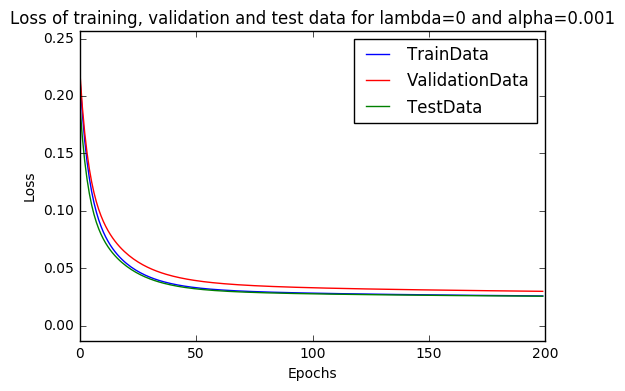 Loss of training, validation and test data for lambda=0 and alpha=0.001
0.25
0.20
0.15
0.10
0.05
0.00
Loss
TrainData
ValidationData
TestData
0
50
100
150
200
Epochs